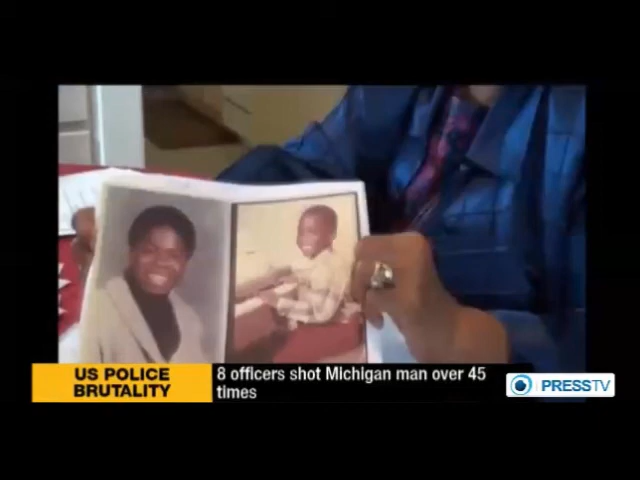 US POLICE
BRUTALITY
8 officers shot Michigan man over 45
times
PRESSTV